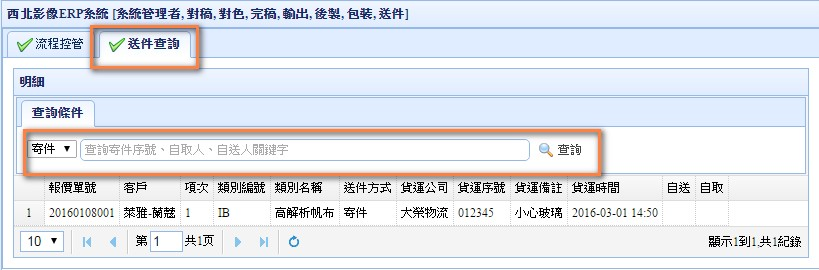 西北影像ERP系統 [系統管理者, 對稿, 對色, 完稿, 輸出, 後製, 包裝, 送件]
流程控管 送件查詢
明細
查詢條件
寄件 ▼ 查詢寄件序號、自取人、自送人關鍵字 查詢
報價單號 客戶 項次 類別編號 類別名稱 送件方式 貨運公司 貨運序號 貨運備註 貨運時間 自送 自取
1 20160108001 萊雅-蘭蔻 1 IB 高解析帆布 寄件 大榮物流 012345 小心玻璃 2016-03-01 14:50
10 ▼ 第 1 共1页 顯示1到1,共1紀錄